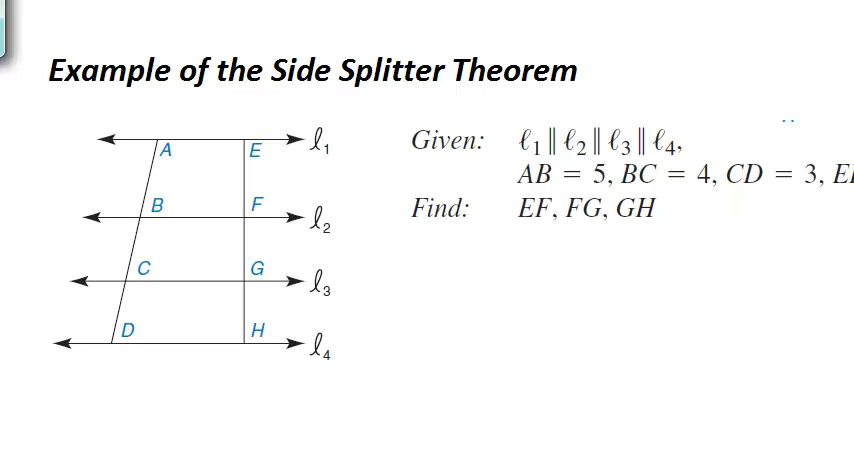 Example of the Side Splitter Theorem
A E ℓ1
B F ℓ2
C G ℓ3
D H ℓ4
Given: ℓ1 ∥ ℓ2 ∥ ℓ3 ∥ ℓ4,
AB = 5, BC = 4, CD = 3,
Find: EF, FG, GH